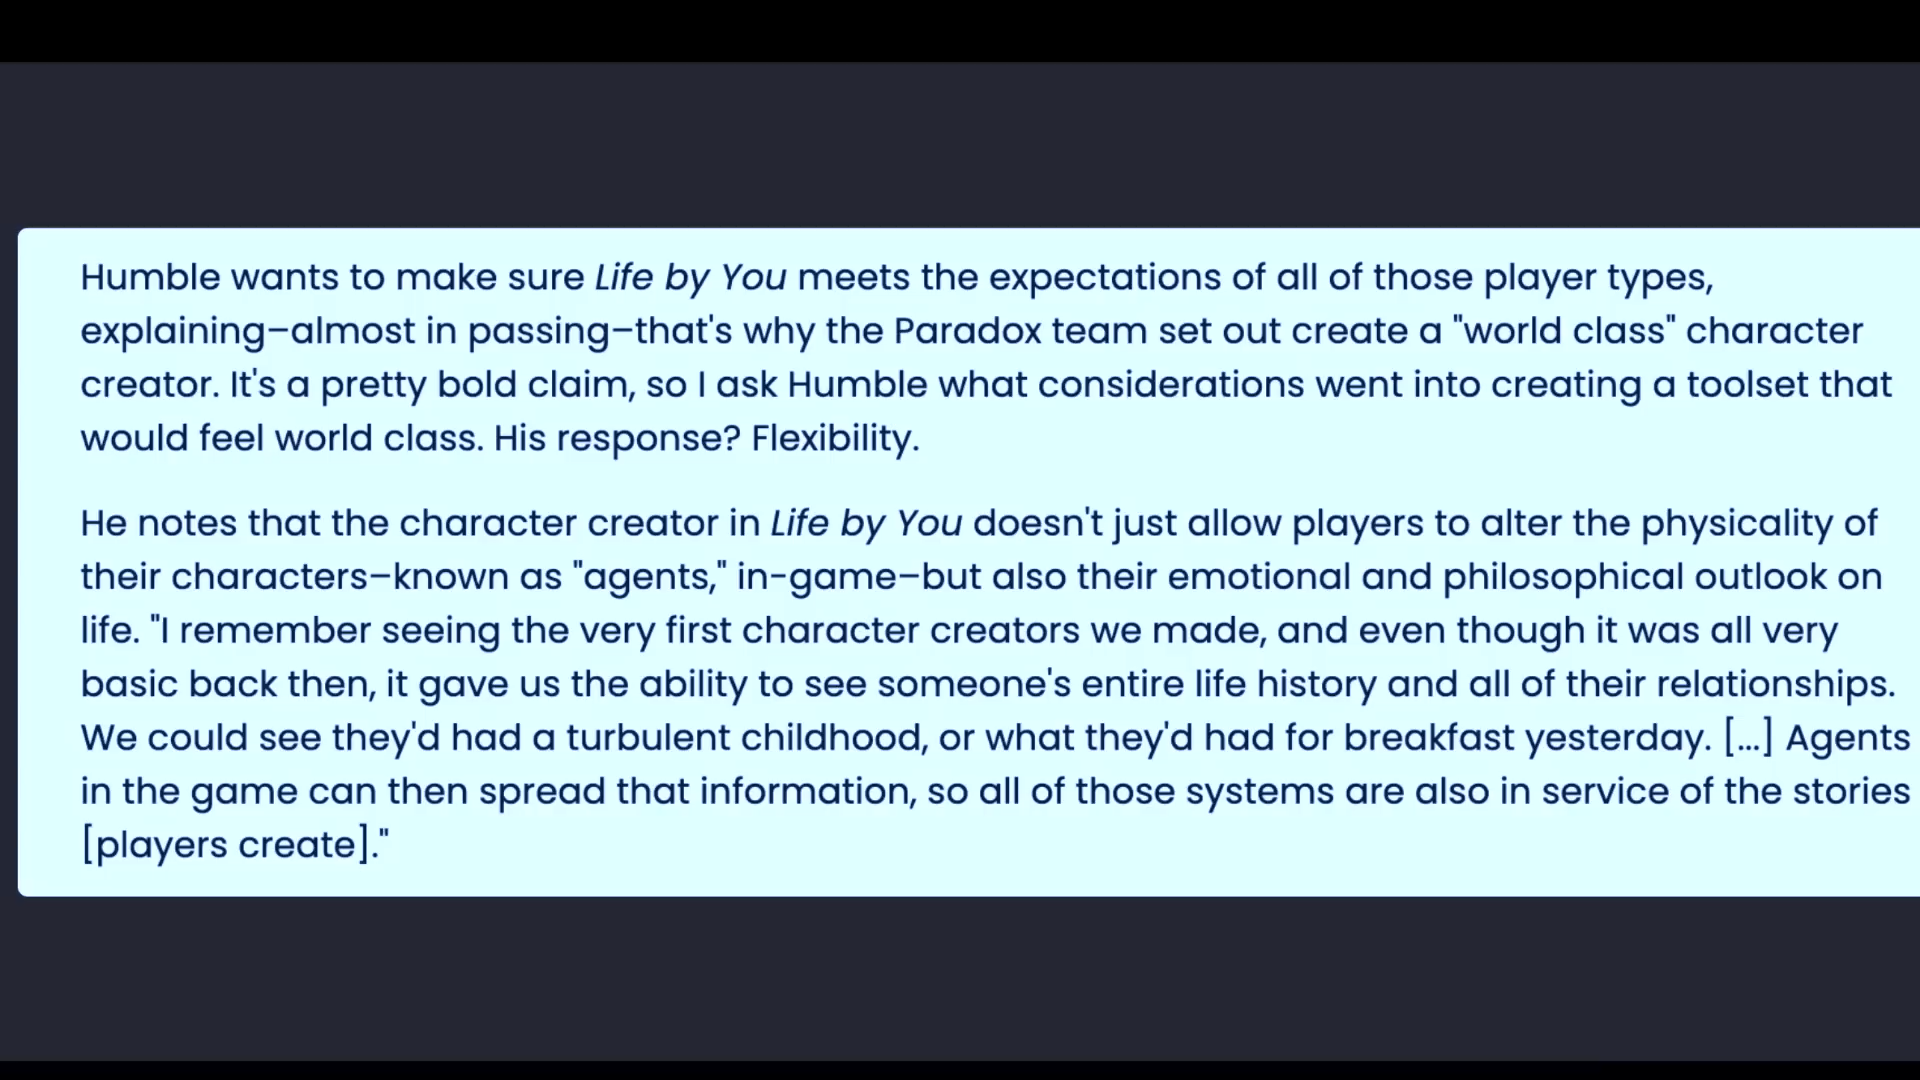 Humble wants to make sure Life by You meets the expectations of all of those player types,
explaining–almost in passing–that's why the Paradox team set out create a "world class" character
creator. It's a pretty bold claim, so I ask Humble what considerations went into creating a toolset that
would feel world class. His response? Flexibility.
He notes that the character creator in Life by You doesn't just allow players to alter the physicality of
their characters–known as "agents," in-game–but also their emotional and philosophical outlook on
life. "I remember seeing the very first character creators we made, and even though it was all very
basic back then, it gave us the ability to see someone's entire life history and all of their relationships.
We could see they'd had a turbulent childhood, or what they'd had for breakfast yesterday. [...] Agents
in the game can then spread that information, so all of those systems are also in service of the stories
[players create]."